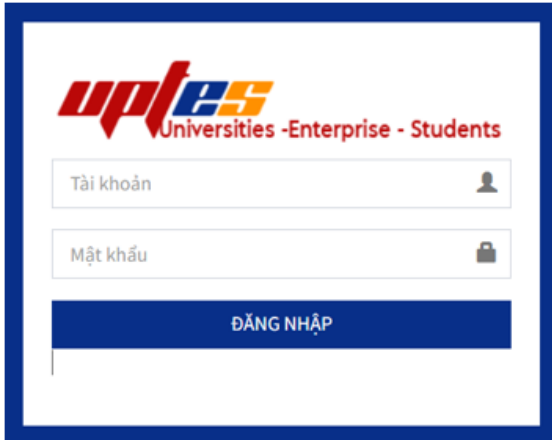 uptes
Universities -Enterprise - Students
Tài khoản
Mật khẩu
ĐĂNG NHẬP